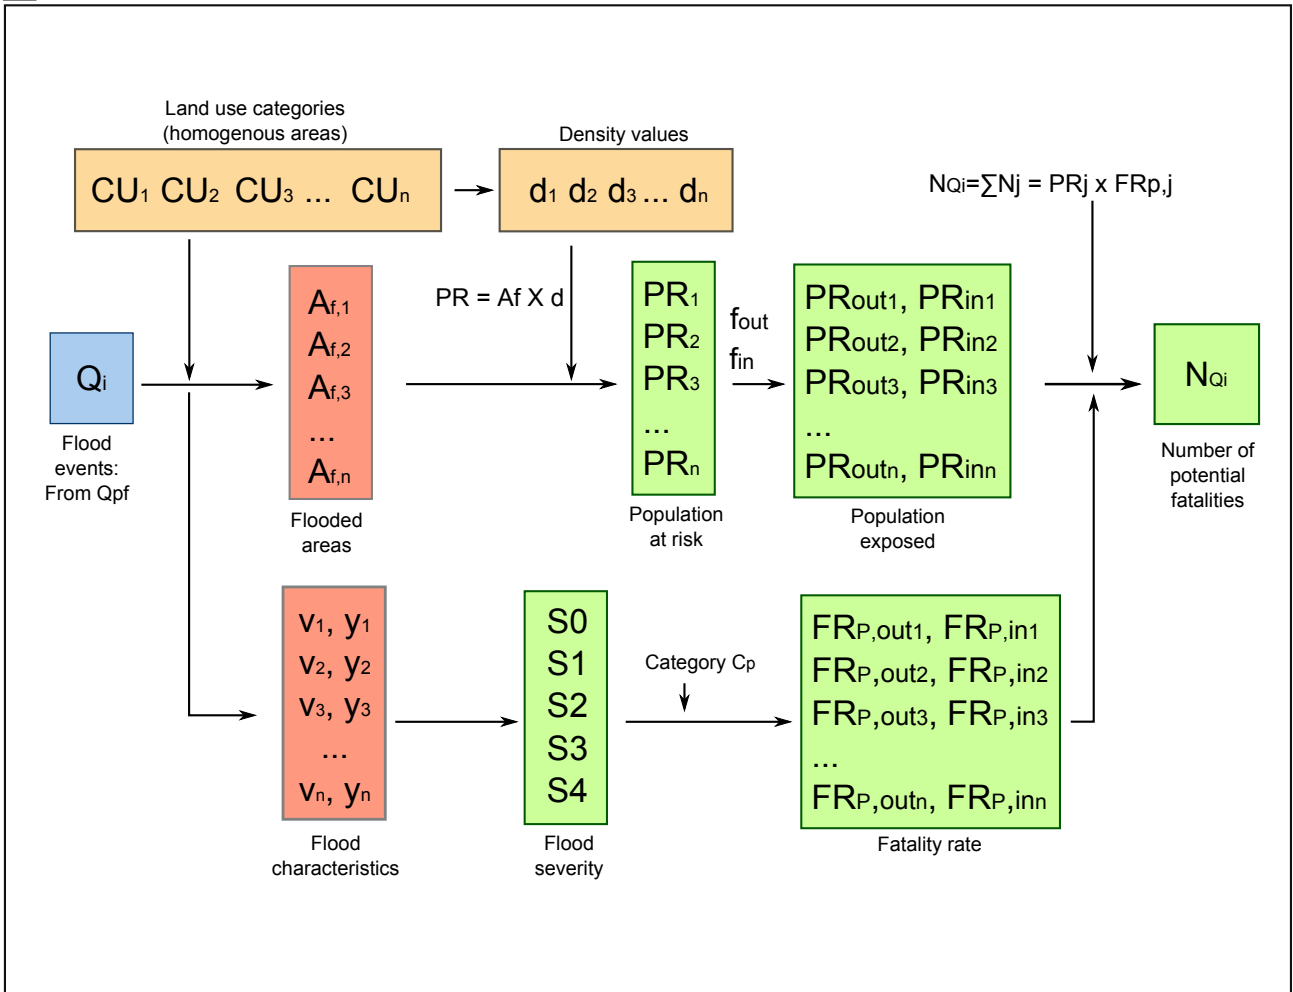 Land use categories
(homogenous areas)
CU1 CU2 CU3 ... CUn
Density values
d1 d2 d3 ... dn
NQi=∑Nj = PRj x FRp,j
PR = Af X d
Qi
Flood
events:
From Qpf
Af,1
Af,2
Af,3
...
Af,n
Flooded
areas
PR1
PR2
PR3
...
PRn
Population
at risk
fout
fin
PRout1, PRin1
PRout2, PRin2
PRout3, PRin3
...
PRoutn, PRinn
Population
exposed
NQi
Number of
potential
fatalities
v1, y1
v2, y2
v3, y3
...
vn, yn
Flood
characteristics
S0
S1
S2
S3
S4
Flood
severity
Category Cp
FRP,out1, FRP,in1
FRP,out2, FRP,in2
FRP,out3, FRP,in3
...
FRP,outn, FRP,inn
Fatality rate